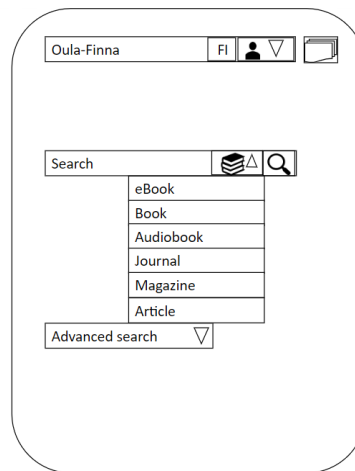 Oula-Finna FI
Search
eBook
Book
Audiobook
Journal
Magazine
Article
Advanced search